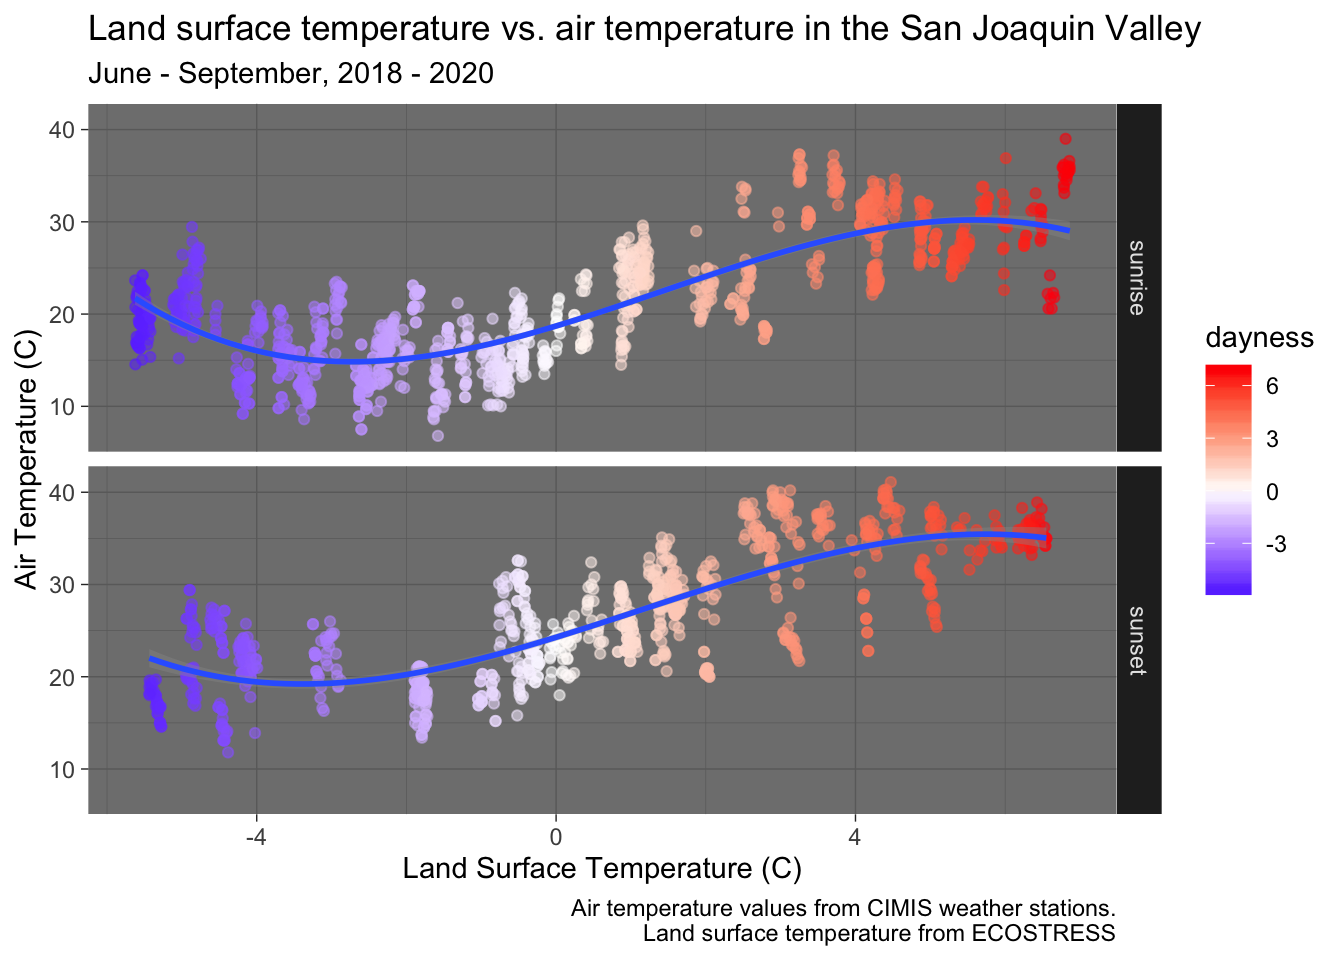 Land surface temperature vs. air temperature in the San Joaquin Valley
June - September, 2018 - 2020
40
30
20
10
sunrise
40
30
20
10
sunset
Air Temperature (C)
-4
0
4
Land Surface Temperature (C)
dayness
6
3
0
-3
Air temperature values from CIMIS weather stations.
Land surface temperature from ECOSTRESS